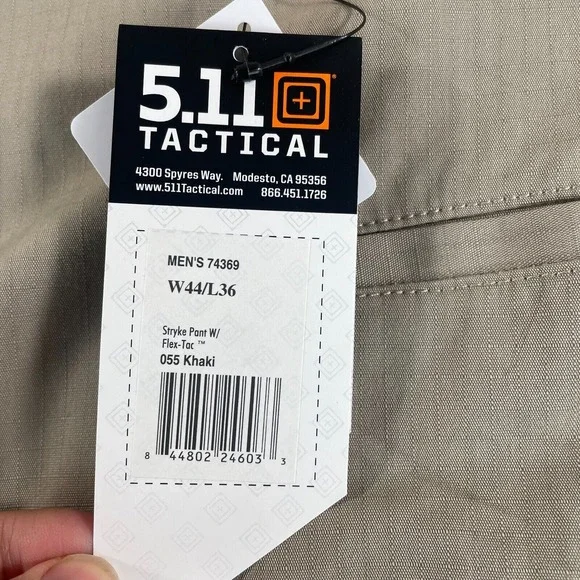 5.11
TACTICAL
4300 Spyres Way. Modesto, CA 95356
www.511Tactical.com 866.451.1726
MEN'S 74369
W44/L36
Stryke Pant W/
Flex-Tac ™
055 Khaki
8 44802 24603 3